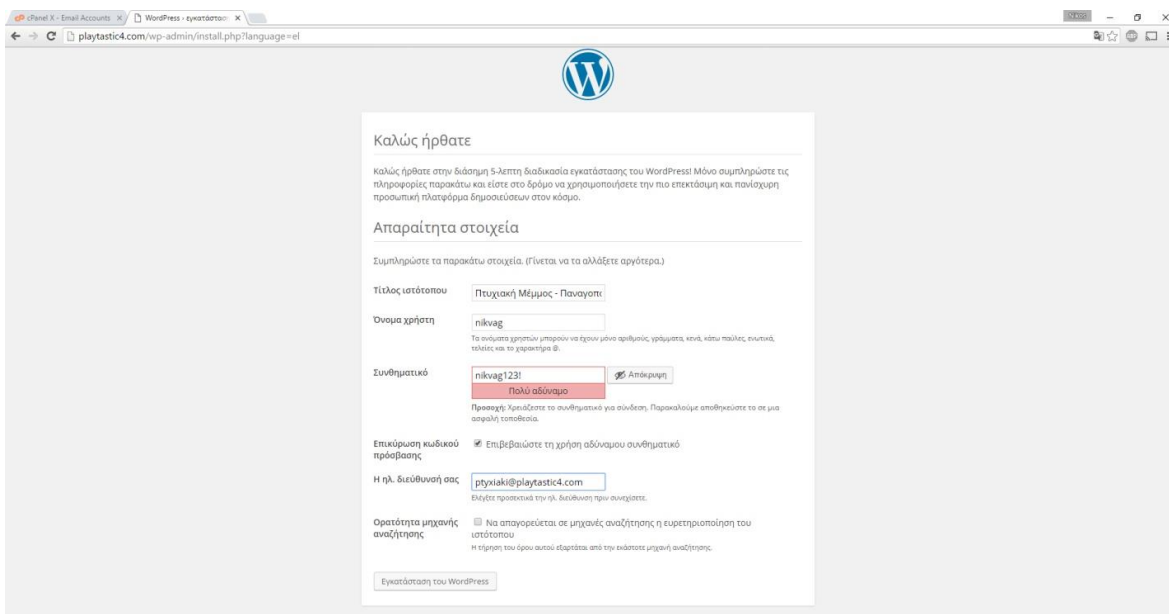 cPanel X - Email Accounts
WordPress › εγκατάσταση
Nikos
playtastic4.com/wp-admin/install.php?language=el
Καλώς ήρθατε
Καλώς ήρθατε στην διάσημη 5-λεπτη διαδικασία εγκατάστασης του WordPress! Μόνο συμπληρώστε τις
πληροφορίες παρακάτω και είστε στο δρόμο να χρησιμοποιήσετε την πιο επεκτάσιμη και πανίσχυρη
προσωπική πλατφόρμα δημοσιεύσεων στον κόσμο.
Απαραίτητα στοιχεία
Συμπληρώστε τα παρακάτω στοιχεία. (Γίνεται να τα αλλάξετε αργότερα.)
Τίτλος ιστότοπου
Πτυχιακή Μέμμος - Παναγοπο
Όνομα χρήστη
nikvag
Τα ονόματα χρηστών μπορούν να έχουν μόνο αριθμούς, γράμματα, κενά, κάτω παύλες, ενωτικά,
τελείες και το χαρακτήρα @.
Συνθηματικό
nikvag123!
Απόκρυψη
Πολύ αδύναμο
Προσοχή: Χρειάζεστε το συνθηματικό για σύνδεση. Παρακαλούμε αποθηκεύστε το σε μια
ασφαλή τοποθεσία.
Επικύρωση κωδικού
πρόσβασης
Επιβεβαιώστε τη χρήση αδύναμου συνθηματικό
Η ηλ. διεύθυνσή σας
ptyxiaki@playtastic4.com
Ελέγξτε προσεκτικά την ηλ. διεύθυνση πριν συνεχίσετε.
Ορατότητα μηχανής
αναζήτησης
Να απαγορεύεται σε μηχανές αναζήτησης η ευρετηριοποίηση του
ιστότοπου
Η τήρηση του όρου αυτού εξαρτάται από την εκάστοτε μηχανή αναζήτησης.
Εγκατάσταση του WordPress